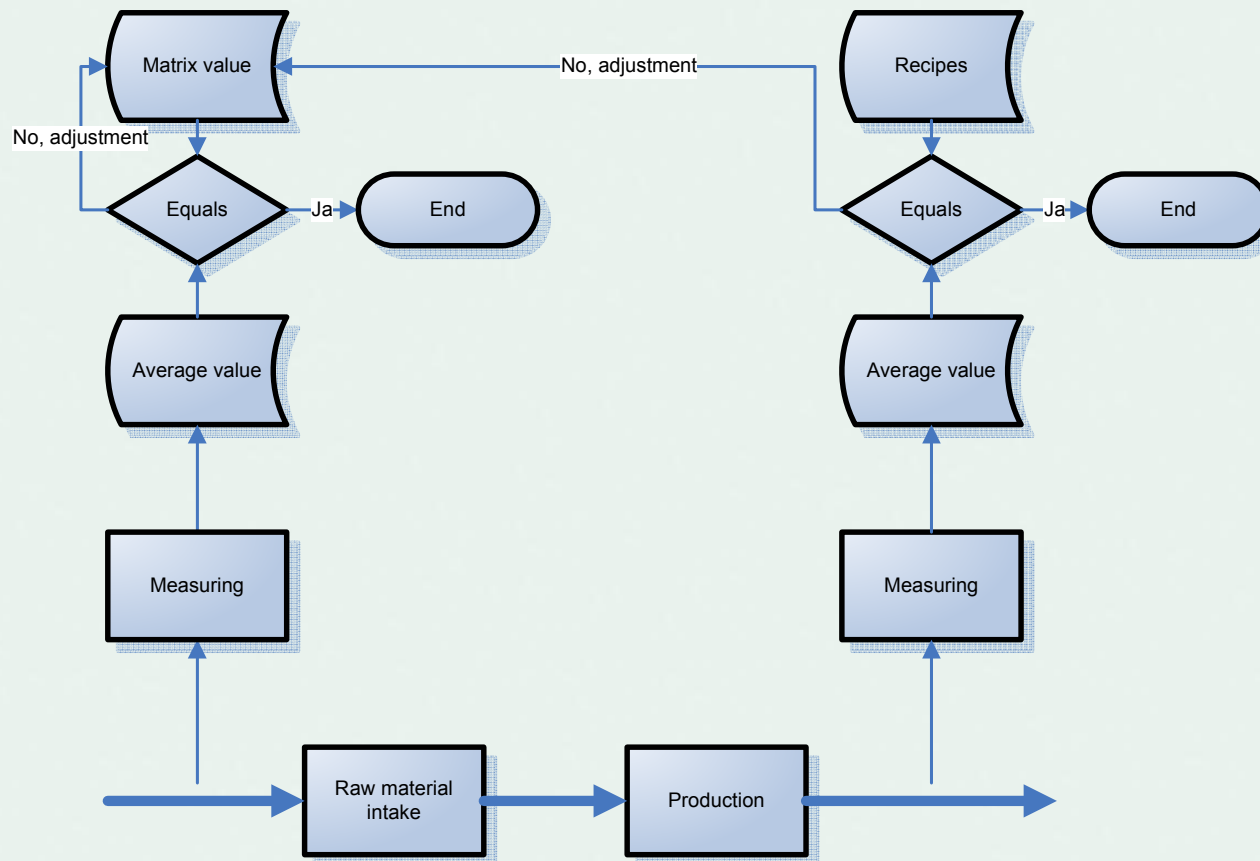 Matrix value
No, adjustment
Recipes
No, adjustment
Equals
Ja
End
Equals
Ja
End
Average value
Average value
Measuring
Measuring
Raw material
intake
Production